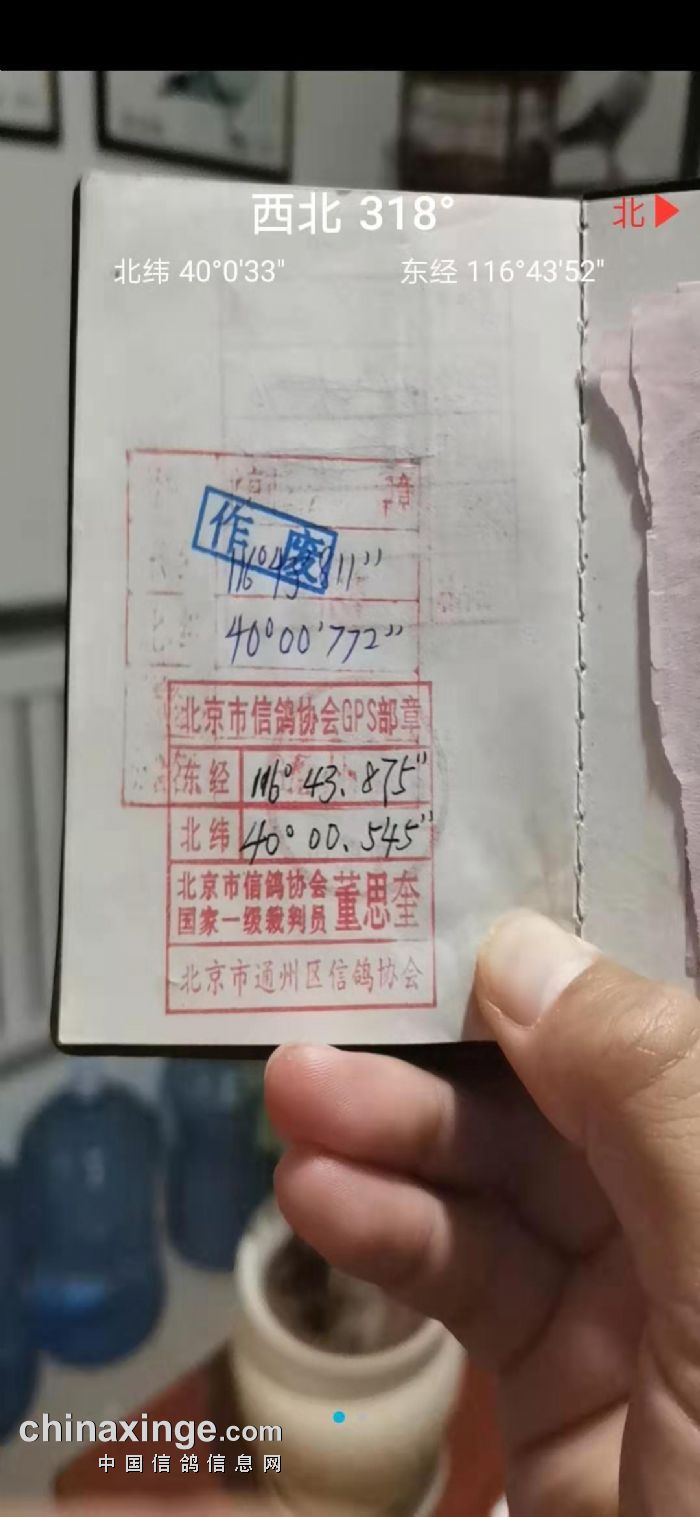 西北 318°
北
北纬 40°0'33"
东经 116°43'52"
作废
40°00'772"
北京市信鸽协会GPS部章
东经 116° 43. 875"
北纬 40° 00. 545"
北京市信鸽协会
国家一级裁判员
董思奎
北京市通州区信鸽协会
chinaxinge.com
中国信鸽信息网